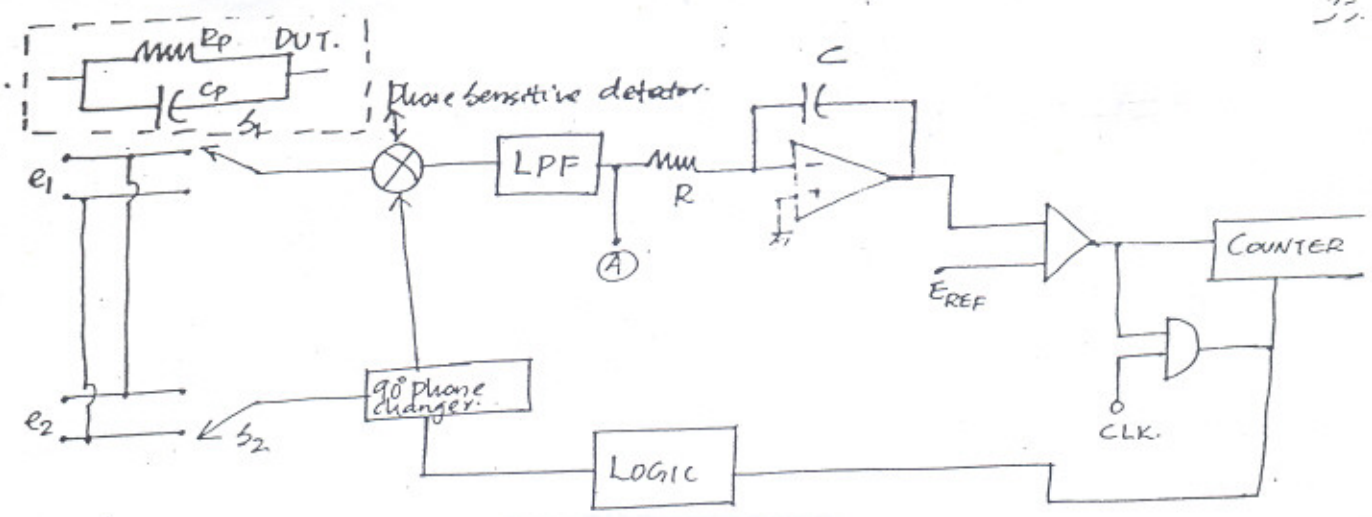 Rp DUT.
Cp
S1
phase sensitive detector.
C
e1
LPF
R
A
EREF
COUNTER
CLK.
90° phase
changer.
e2
S2
LOGIC